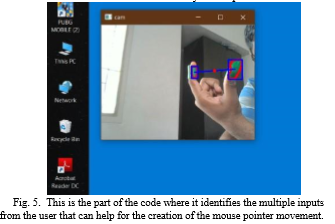 PUBG
MOBILE (2)
This PC
Network
Recycle Bin
Acrobat
Reader DC
cam
Fig. 5. This is the part of the code where it identifies the multiple inputs
from the user that can help for the creation of the mouse pointer movement.